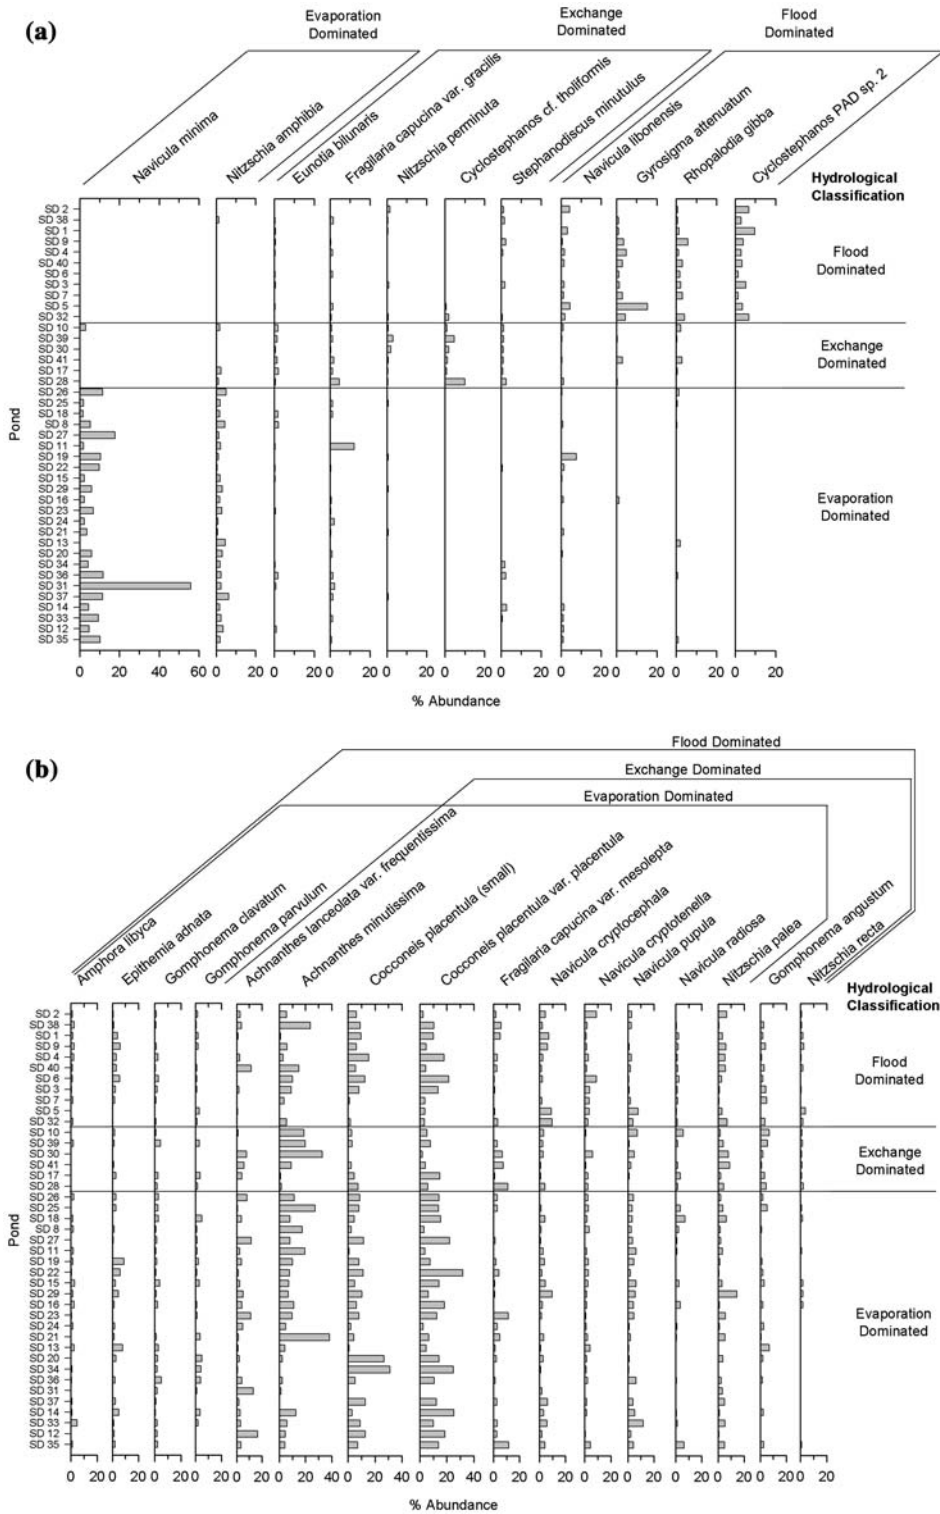 (a)
Evaporation
Dominated
Exchange
Dominated
Flood
Dominated
Navicula minima
Nitzschia amphibia
Eunotia bilunaris
Fragilaria capucina var. gracilis
Nitzschia perminuta
Cyclostephanos cf. tholiformis
Stephanodiscus minutulus
Navicula libonensis
Gyrosigma attenuatum
Rhopalodia gibba
Cyclostephanos PAD sp. 2
Hydrological
Classification
Pond
SD 2
SD 38
SD 1
SD 9
SD 4
SD 40
SD 6
SD 3
SD 7
SD 5
SD 32
Flood
Dominated
SD 10
SD 39
SD 30
SD 41
SD 17
SD 28
Exchange
Dominated
SD 26
SD 25
SD 18
SD 8
SD 27
SD 11
SD 19
SD 22
SD 15
SD 29
SD 16
SD 23
SD 24
SD 21
SD 13
SD 20
SD 34
SD 36
SD 31
SD 37
SD 14
SD 33
SD 12
SD 35
Evaporation
Dominated
0 20 40 60 0 20 0 20 0 20 0 20 0 20 0 20 0 20 0 20 0 20 0 20
% Abundance
(b)
Flood Dominated
Exchange Dominated
Evaporation Dominated
Amphora libyca
Epithemia adnata
Gomphonema clavatum
Gomphonema parvulum
Achnanthes lanceolata var. frequentissima
Achnanthes minutissima
Cocconeis placentula (small)
Cocconeis placentula var. placentula
Fragilaria capucina var. mesolepta
Navicula cryptocephala
Navicula cryptotenella
Navicula pupula
Navicula radiosa
Nitzschia palea
Gomphonema angustum
Nitzschia recta
Hydrological
Classification
Pond
SD 2
SD 38
SD 1
SD 9
SD 4
SD 40
SD 6
SD 3
SD 7
SD 5
SD 32
Flood
Dominated
SD 10
SD 39
SD 30
SD 41
SD 17
SD 28
Exchange
Dominated
SD 26
SD 25
SD 18
SD 8
SD 27
SD 11
SD 19
SD 22
SD 15
SD 29
SD 16
SD 23
SD 24
SD 21
SD 13
SD 20
SD 34
SD 36
SD 31
SD 37
SD 14
SD 33
SD 12
SD 35
Evaporation
Dominated
0 20 0 20 0 20 0 20 0 20 0 20 40 0 20 40 0 20 40 0 20 0 20 0 20 0 20 0 20 0 20 0 20 0 20
% Abundance